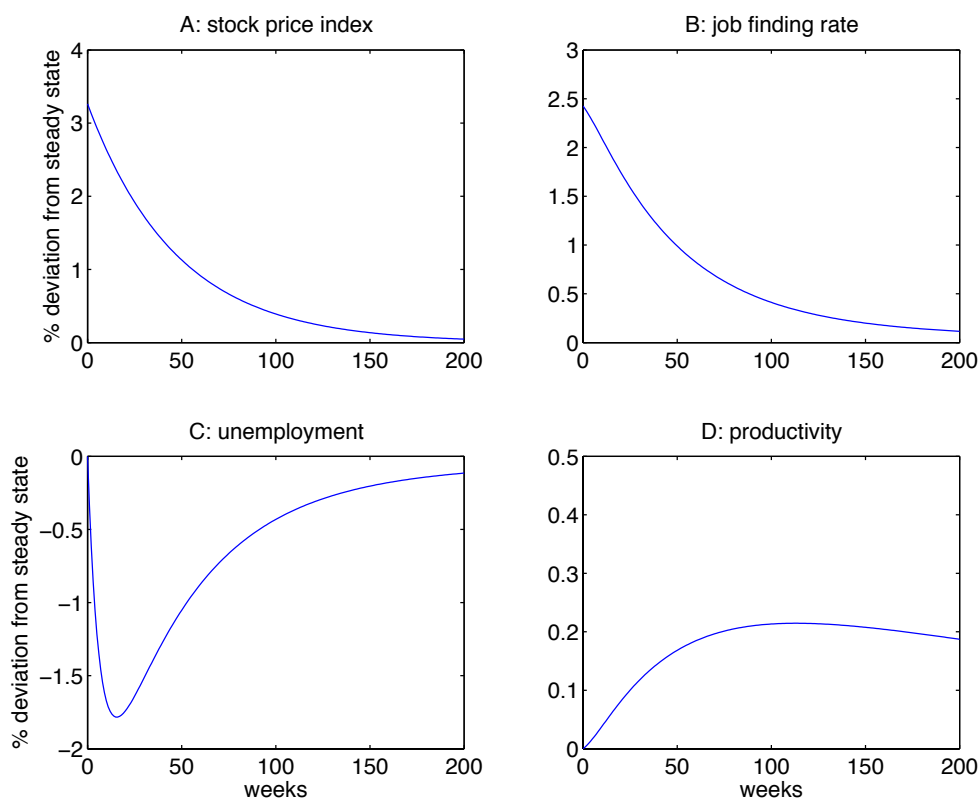 A: stock price index
% deviation from steady state
4
3
2
1
0
0 50 100 150 200
B: job finding rate
3
2.5
2
1.5
1
0.5
0
0 50 100 150 200
C: unemployment
% deviation from steady state
0
−0.5
−1
−1.5
−2
0 50 100 150 200
weeks
D: productivity
0.5
0.4
0.3
0.2
0.1
0
0 50 100 150 200
weeks